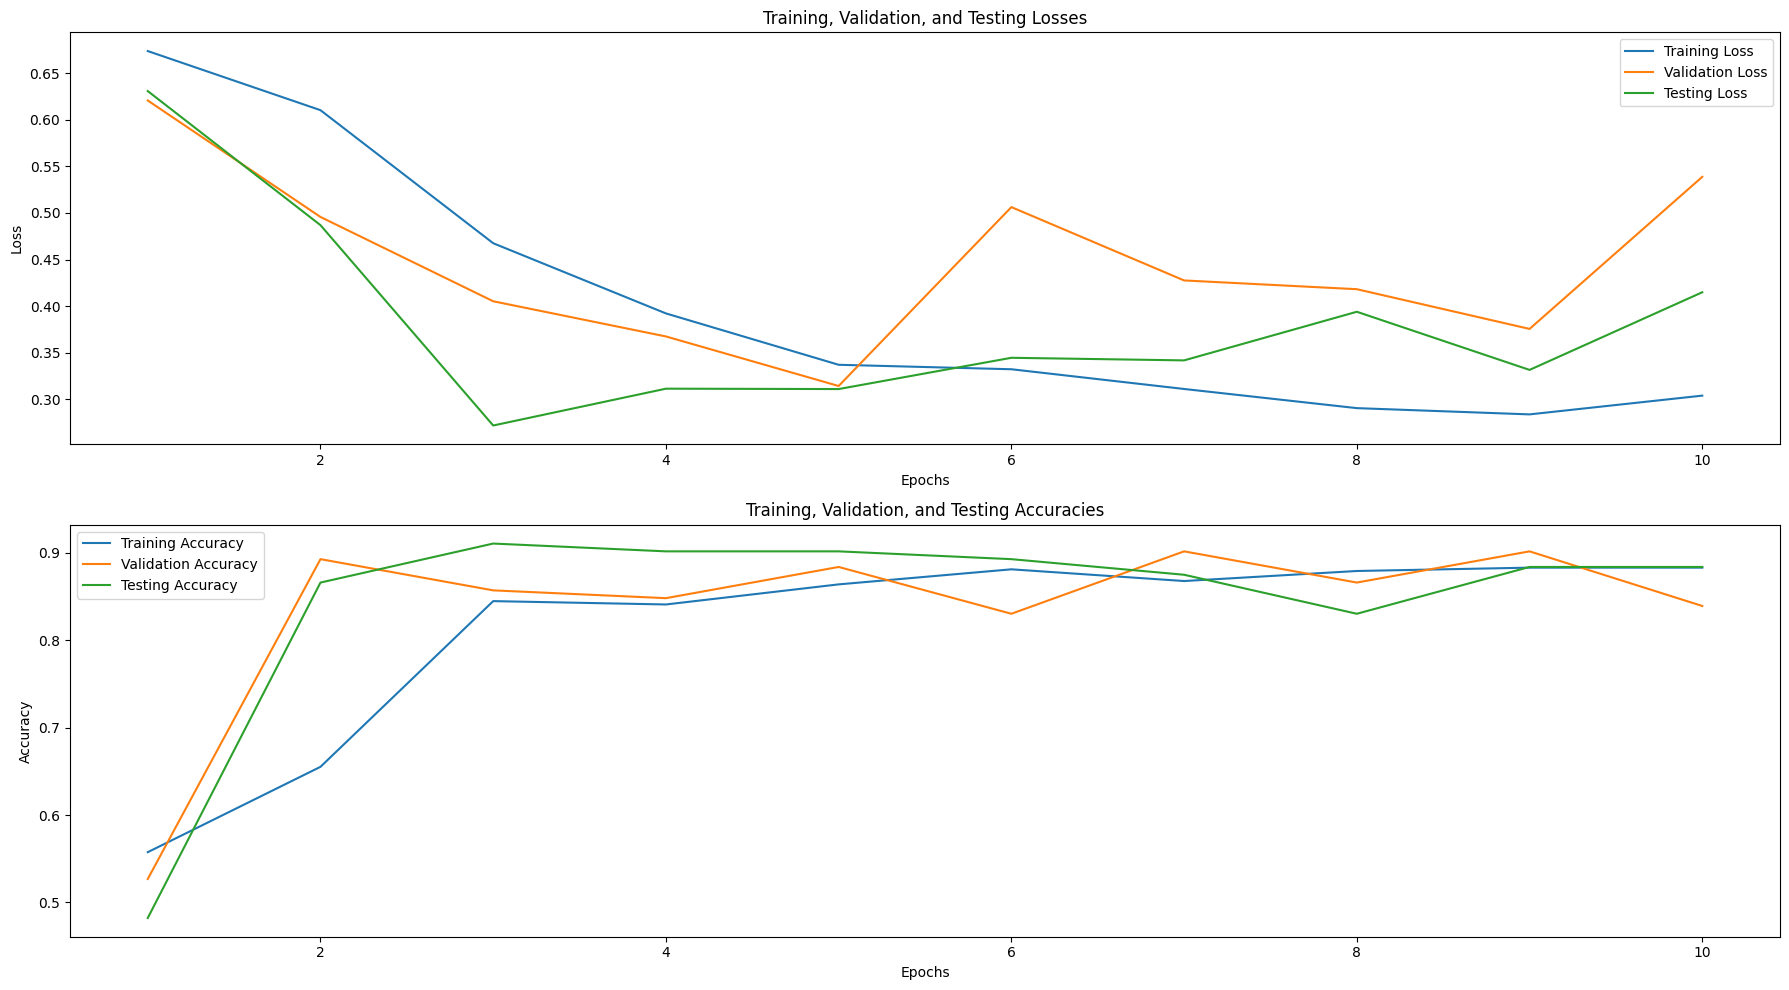 Training, Validation, and Testing Losses
Training Loss
Validation Loss
Testing Loss
0.65
0.60
0.55
0.50
0.45
0.40
0.35
0.30
Loss
2 4 6 8 10
Epochs
Training, Validation, and Testing Accuracies
Training Accuracy
Validation Accuracy
Testing Accuracy
0.9
0.8
0.7
0.6
0.5
Accuracy
2 4 6 8 10
Epochs